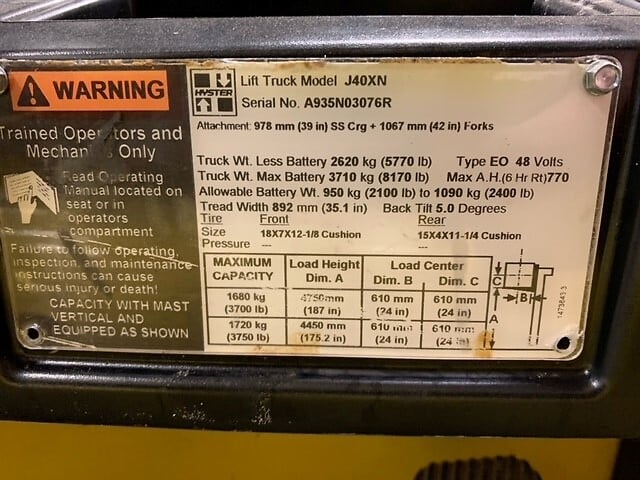 WARNING
Trained Operators and
Mechanics Only
Read Operating
Manual located on
seat or in
operators
compartment
Failure to follow operating,
inspection, and maintenance
instructions can cause
serious injury or death!
CAPACITY WITH MAST
VERTICAL AND
EQUIPPED AS SHOWN
HYSTER
Lift Truck Model J40XN
Serial No. A935N03076R
Attachment: 978 mm (39 in) SS Crg + 1067 mm (42 in) Forks
Truck Wt. Less Battery 2620 kg (5770 lb) Type EO 48 Volts
Truck Wt. Max Battery 3710 kg (8170 lb) Max A.H.(6 Hr Rt)770
Allowable Battery Wt. 950 kg (2100 lb) to 1090 kg (2400 lb)
Tread Width 892 mm (35.1 in) Back Tilt 5.0 Degrees
Tire Front Rear
Size 18X7X12-1/8 Cushion 15X4X11-1/4 Cushion
Pressure --- ---
MAXIMUM CAPACITY Load Height Dim. A Load Center Dim. B Dim. C
1680 kg 4750mm 610 mm 610 mm
(3700 lb) (187 in) (24 in) (24 in)
1720 kg 4450 mm 610 mm 610 mm
(3750 lb) (175.2 in) (24 in) (24 in)
C
B
A